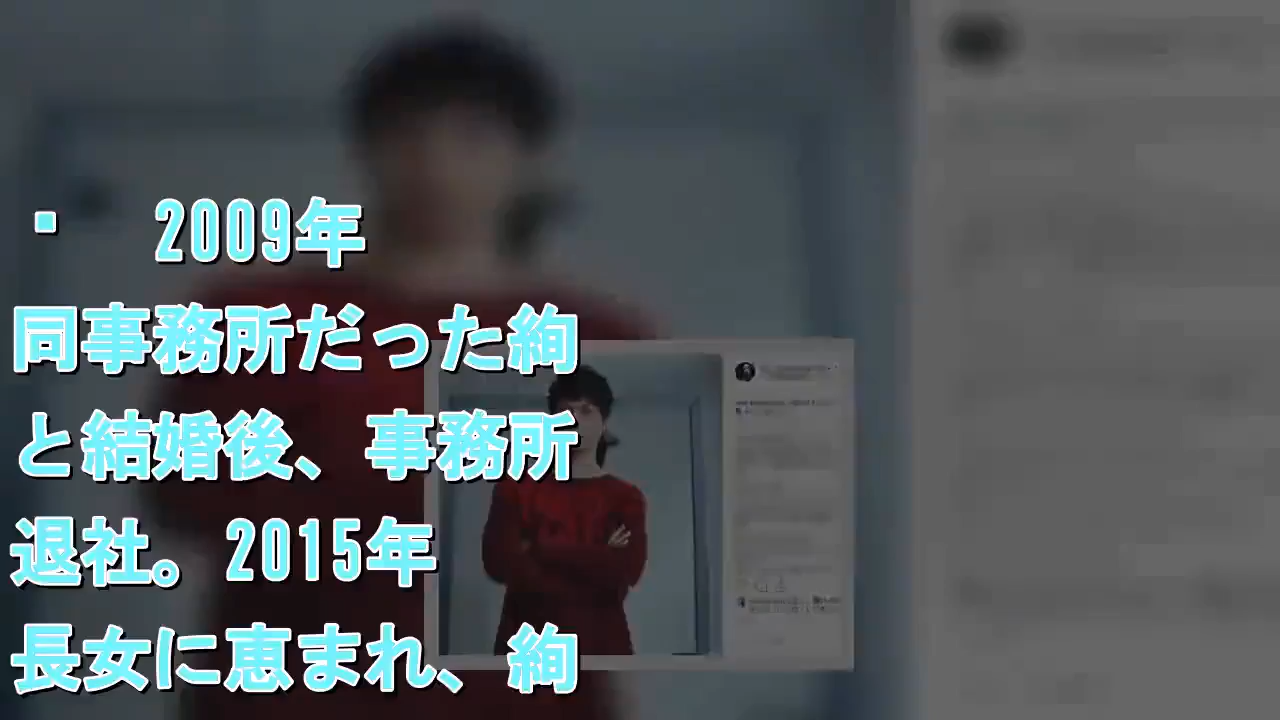 ・ 2009年
同事務所だった絢
と結婚後、事務所
退社。2015年
長女に恵まれ、絢